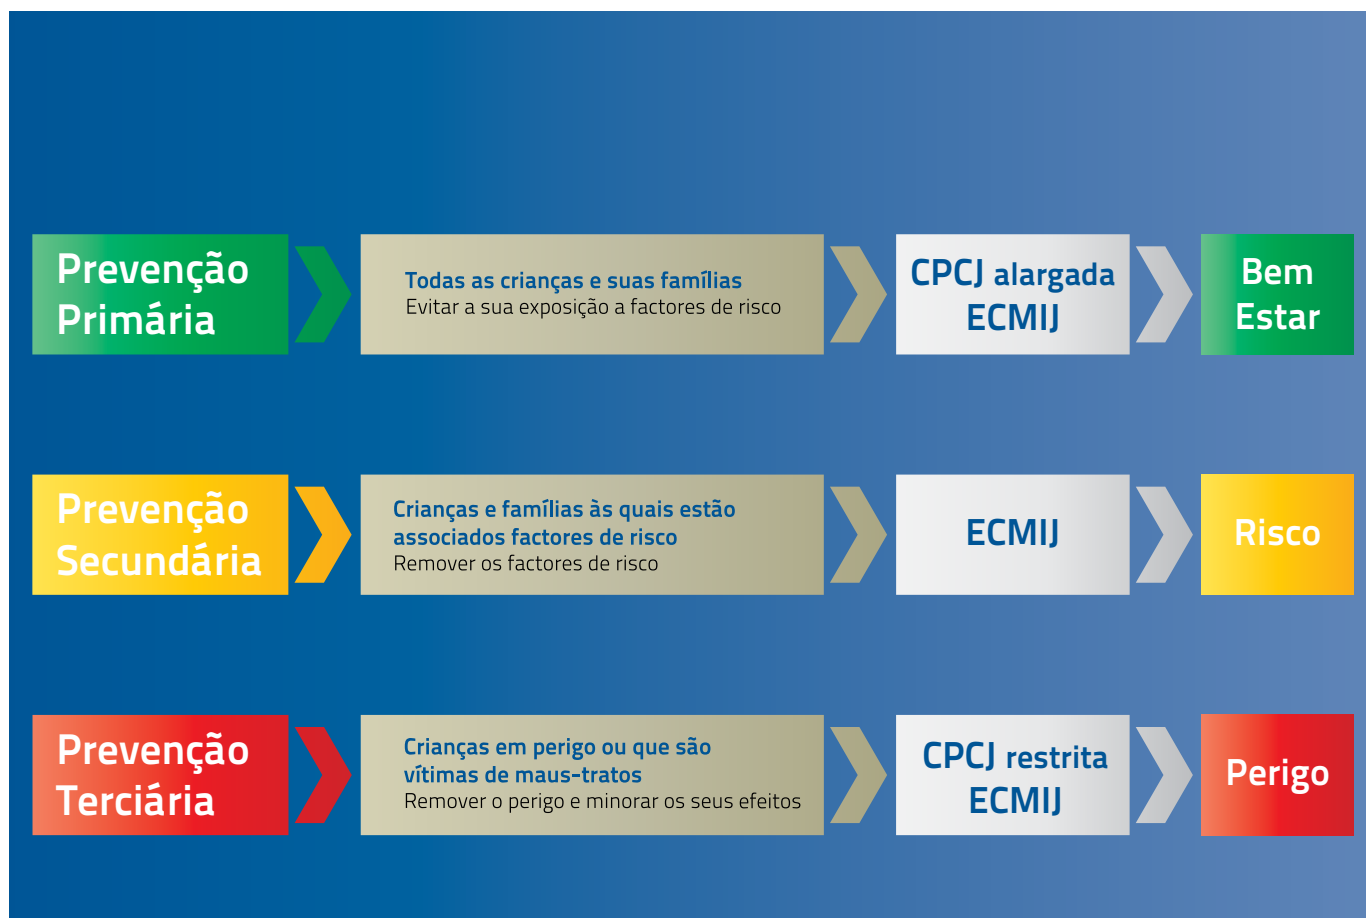 Prevenção
Primária
Todas as crianças e suas famílias
Evitar a sua exposição a factores de risco
CPCJ alargada
ECMIJ
Bem
Estar
Prevenção
Secundária
Crianças e famílias às quais estão
associados factores de risco
Remover os factores de risco
ECMIJ
Risco
Prevenção
Terciária
Crianças em perigo ou que são
vítimas de maus-tratos
Remover o perigo e minorar os seus efeitos
CPCJ restrita
ECMIJ
Perigo